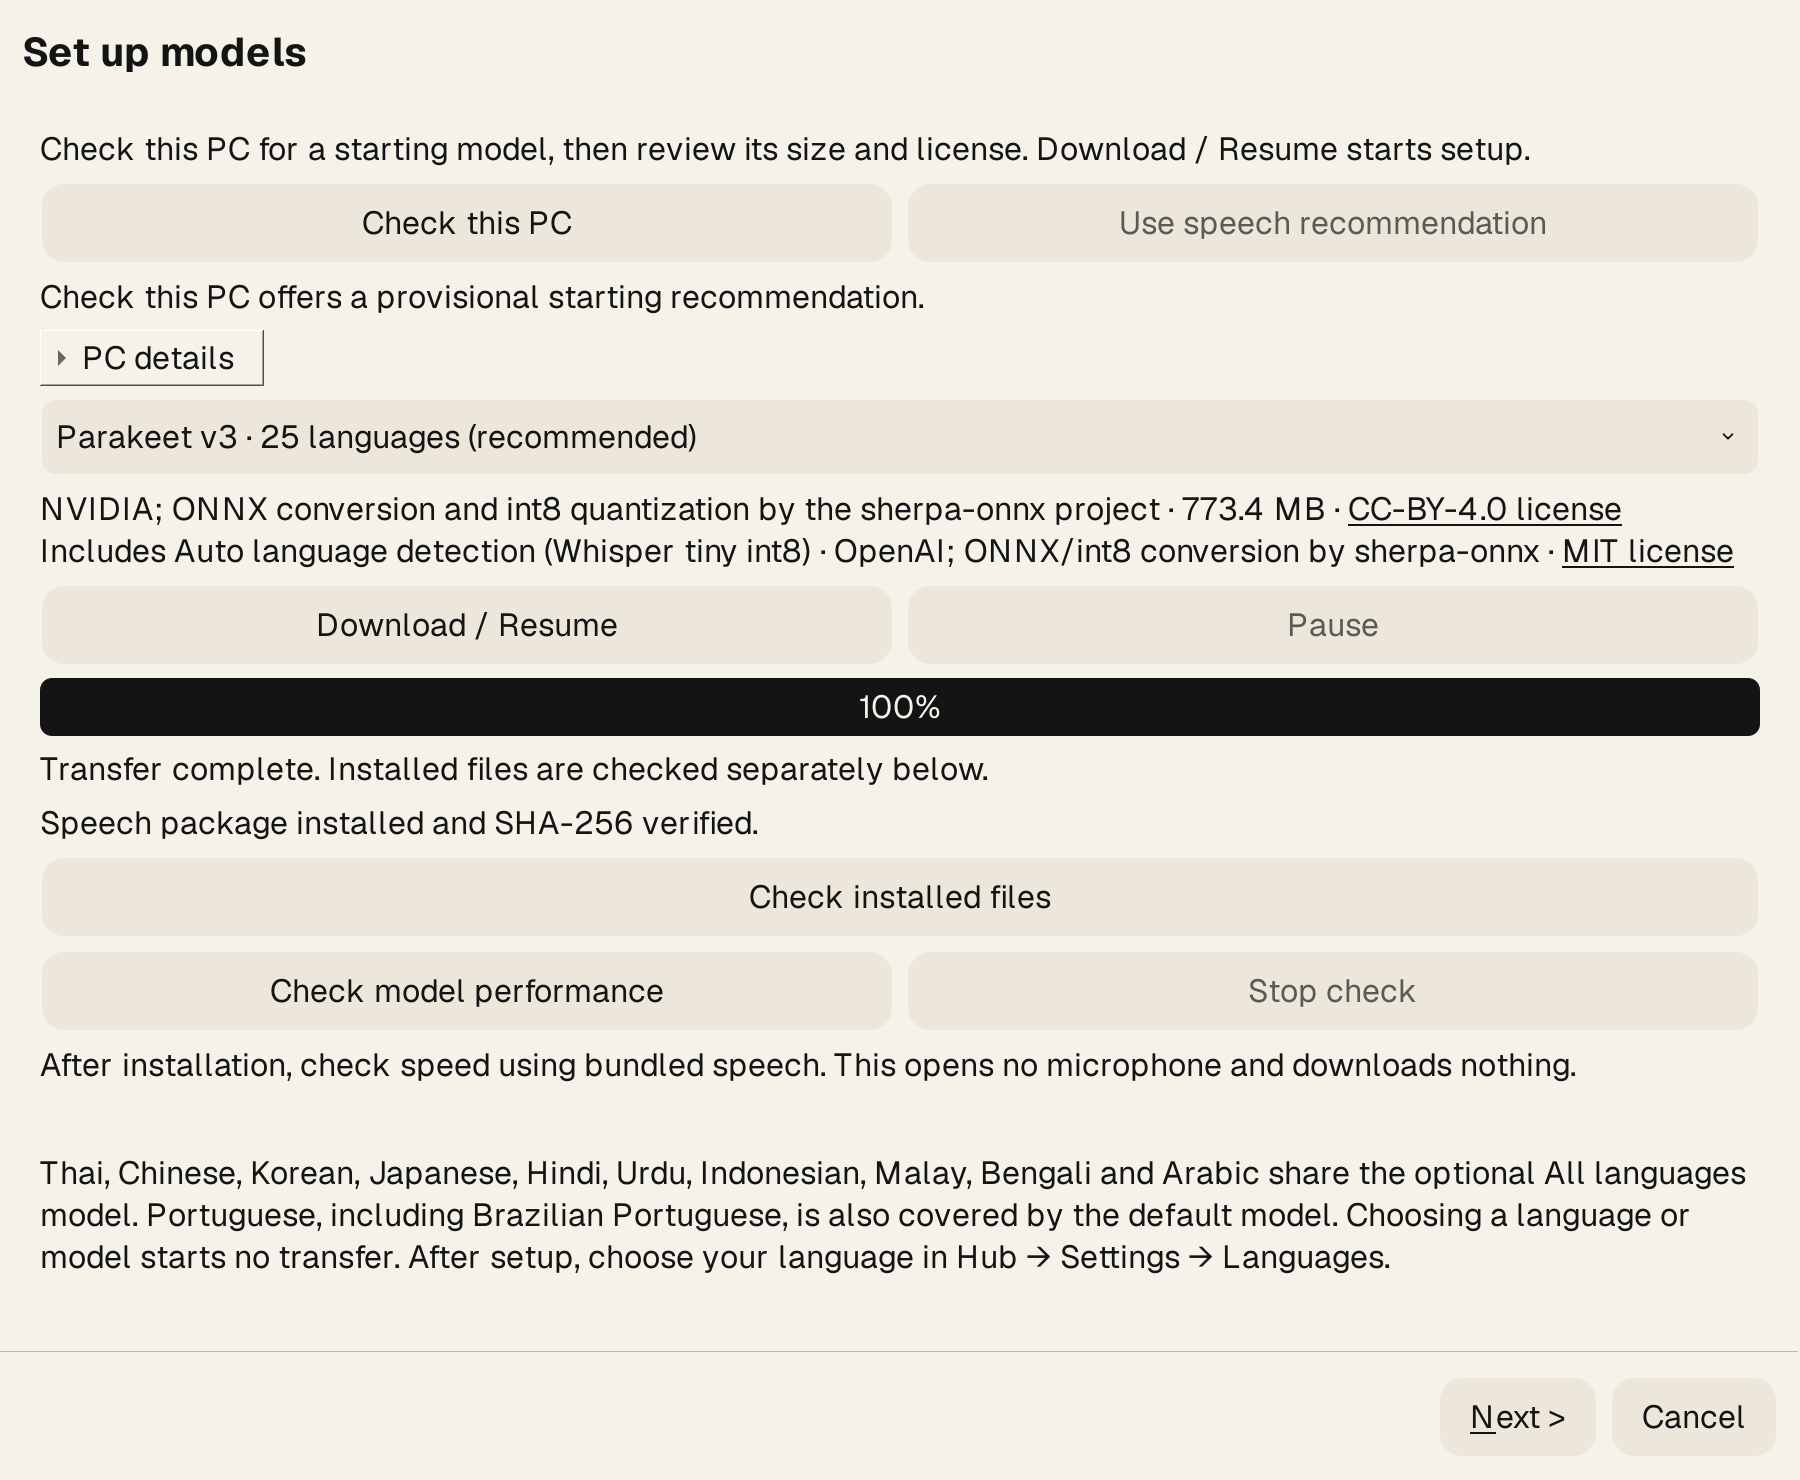 Set up models
Check this PC for a starting model, then review its size and license. Download / Resume starts setup.
Check this PC
Use speech recommendation
Check this PC offers a provisional starting recommendation.
PC details
Parakeet v3 · 25 languages (recommended)
NVIDIA; ONNX conversion and int8 quantization by the sherpa-onnx project · 773.4 MB · CC-BY-4.0 license
Includes Auto language detection (Whisper tiny int8) · OpenAI; ONNX/int8 conversion by sherpa-onnx · MIT license
Download / Resume
Pause
100%
Transfer complete. Installed files are checked separately below.
Speech package installed and SHA-256 verified.
Check installed files
Check model performance
Stop check
After installation, check speed using bundled speech. This opens no microphone and downloads nothing.
Thai, Chinese, Korean, Japanese, Hindi, Urdu, Indonesian, Malay, Bengali and Arabic share the optional All languages
model. Portuguese, including Brazilian Portuguese, is also covered by the default model. Choosing a language or
model starts no transfer. After setup, choose your language in Hub → Settings → Languages.
Next >
Cancel